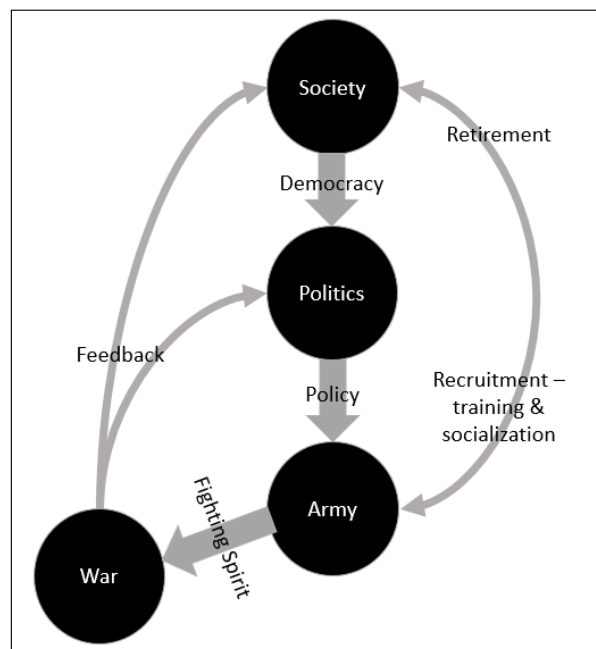 Society
Retirement
Democracy
Politics
Feedback
Policy
Recruitment –
training &
socialization
Fighting Spirit
Army
War